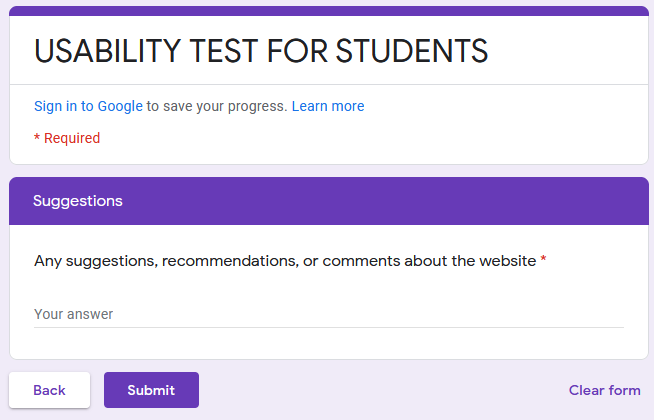 USABILITY TEST FOR STUDENTS
Sign in to Google to save your progress. Learn more
* Required
Suggestions
Any suggestions, recommendations, or comments about the website *
Your answer
Back
Submit
Clear form